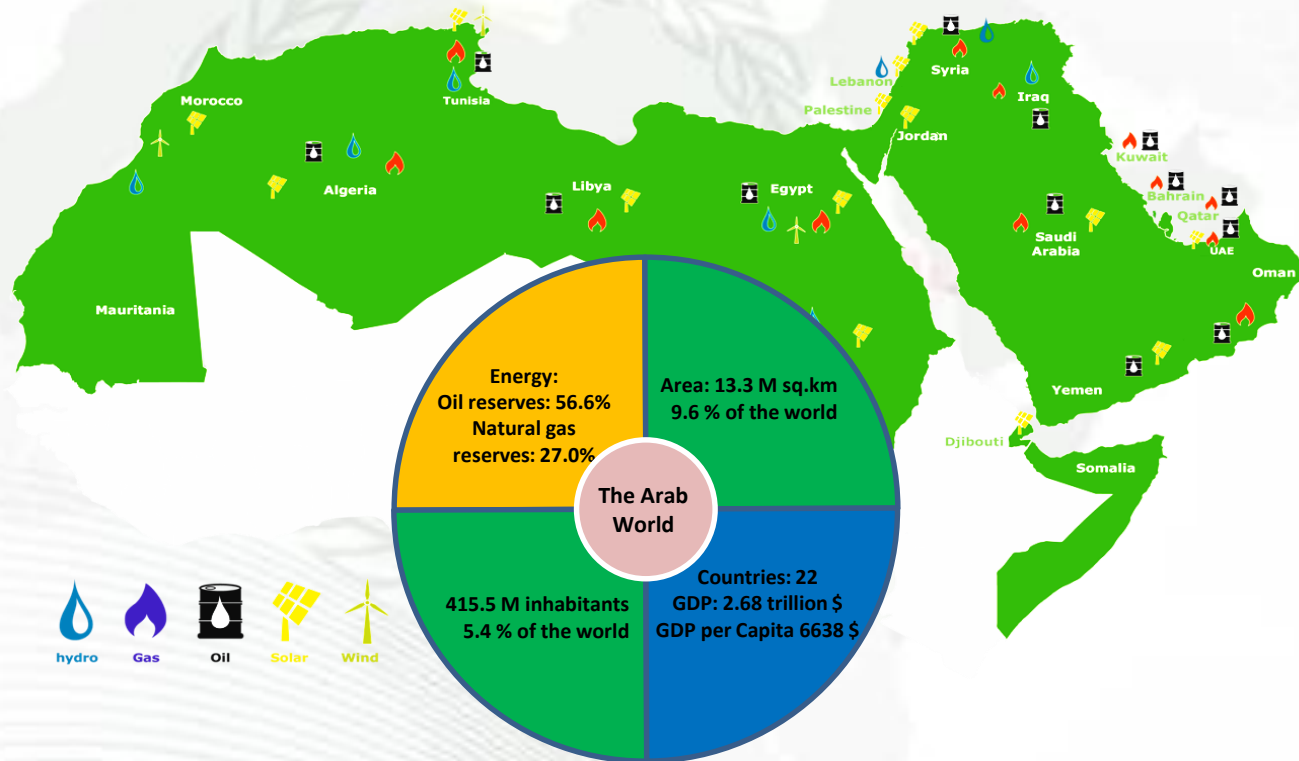 Morocco
Tunisia
Algeria
Libya
Egypt
Mauritania
Lebanon
Syria
Palestine
Jordan
Iraq
Kuwait
Bahrain
Qatar
UAE
Saudi
Arabia
Oman
Yemen
Djibouti
Somalia
Energy:
Oil reserves: 56.6%
Natural gas
reserves: 27.0%
Area: 13.3 M sq.km
9.6 % of the world
The Arab
World
415.5 M inhabitants
5.4 % of the world
Countries: 22
GDP: 2.68 trillion $
GDP per Capita 6638 $
hydro
Gas
Oil
Solar
Wind